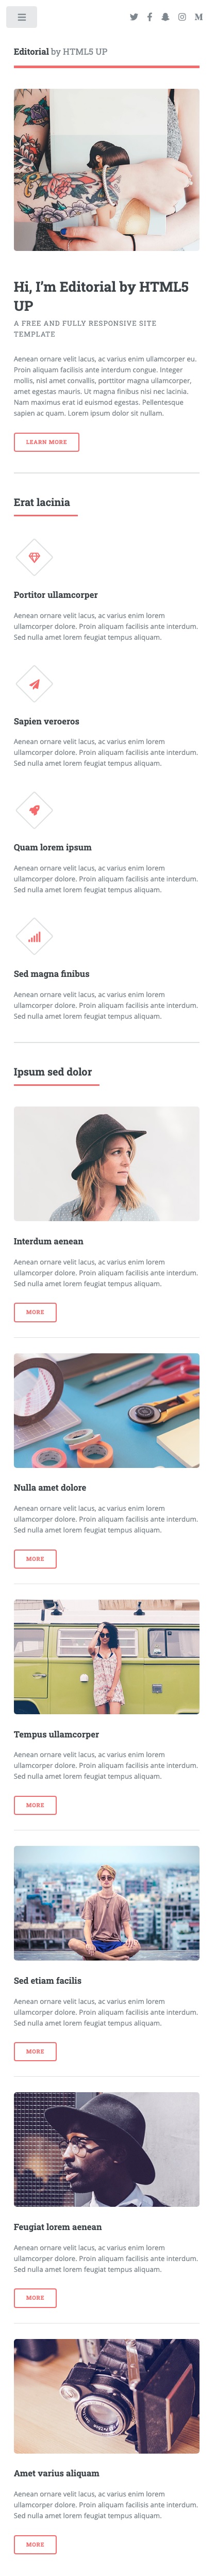 Editorial by HTML5 UP
Hi, I'm Editorial by HTML5
UP
A FREE AND FULLY RESPONSIVE SITE
TEMPLATE
Aenean ornare velit lacus, ac varius enim ullamcorper eu.
Proin aliquam facilisis ante interdum congue. Integer
mollis, nisl amet convallis, porttitor magna ullamcorper,
amet egestas mauris. Ut magna finibus nisi nec lacinia.
Nam maximus erat id euismod egestas. Pellentesque
sapien ac quam. Lorem ipsum dolor sit nullam.
LEARN MORE
Erat lacinia
Portitor ullamcorper
Aenean ornare velit lacus, ac varius enim lorem
ullamcorper dolore. Proin aliquam facilisis ante interdum.
Sed nulla amet lorem feugiat tempus aliquam.
Sapien veroeros
Aenean ornare velit lacus, ac varius enim lorem
ullamcorper dolore. Proin aliquam facilisis ante interdum.
Sed nulla amet lorem feugiat tempus aliquam.
Quam lorem ipsum
Aenean ornare velit lacus, ac varius enim lorem
ullamcorper dolore. Proin aliquam facilisis ante interdum.
Sed nulla amet lorem feugiat tempus aliquam.
Sed magna finibus
Aenean ornare velit lacus, ac varius enim lorem
ullamcorper dolore. Proin aliquam facilisis ante interdum.
Sed nulla amet lorem feugiat tempus aliquam.
Ipsum sed dolor
Interdum aenean
Aenean ornare velit lacus, ac varius enim lorem
ullamcorper dolore. Proin aliquam facilisis ante interdum.
Sed nulla amet lorem feugiat tempus aliquam.
MORE
Nulla amet dolore
Aenean ornare velit lacus, ac varius enim lorem
ullamcorper dolore. Proin aliquam facilisis ante interdum.
Sed nulla amet lorem feugiat tempus aliquam.
MORE
Tempus ullamcorper
Aenean ornare velit lacus, ac varius enim lorem
ullamcorper dolore. Proin aliquam facilisis ante interdum.
Sed nulla amet lorem feugiat tempus aliquam.
MORE
Sed etiam facilis
Aenean ornare velit lacus, ac varius enim lorem
ullamcorper dolore. Proin aliquam facilisis ante interdum.
Sed nulla amet lorem feugiat tempus aliquam.
MORE
Feugiat lorem aenean
Aenean ornare velit lacus, ac varius enim lorem
ullamcorper dolore. Proin aliquam facilisis ante interdum.
Sed nulla amet lorem feugiat tempus aliquam.
MORE
Amet varius aliquam
Aenean ornare velit lacus, ac varius enim lorem
ullamcorper dolore. Proin aliquam facilisis ante interdum.
Sed nulla amet lorem feugiat tempus aliquam.
MORE